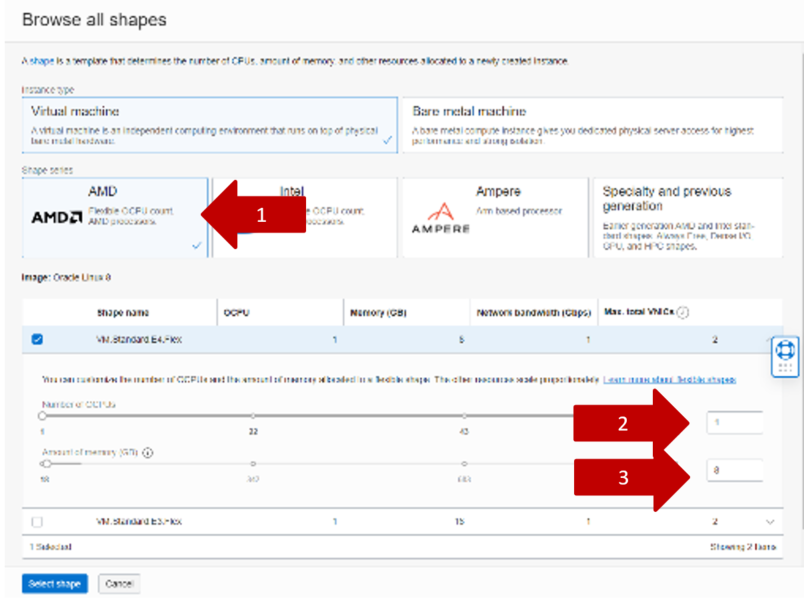 Browse all shapes
A shape is a template that determines the number of CPUs, amount of memory, and other resources allocated to a newly created instance.
Instance type
Virtual machine
A virtual machine is an independent computing environment that runs on top of physical
bare metal hardware.
Bare metal machine
A bare metal compute instance gives you dedicated physical server access for highest
performance and strong isolation.
Shape series
AMD
AMD
Flexible OCPU count.
AMD processors.
1
Intel
OCPU count.
Ampere
AMPERE
Arm based processor
Specialty and previous
generation
Earlier generation AMD and Intel stan-
dard shapes. Always Free, Dense I/O,
GPU, and HPC shapes.
Image: Oracle Linux 8
Shape name OCPU Memory (GB) Network bandwidth (Gbps) Max. total VNICs
VM.Standard.E4.Flex 1 1 2
You can customize the number of OCPUs and the amount of memory allocated to a flexible shape. The other resources scale proportionately. Learn more about flexible shapes
Number of OCPUs
1 22 43
2
1
Amount of memory (GB)
342 683
3
8
VM.Standard.E3.Flex 1 16 1 2
1 Selected
Showing 2 Items
Select shape Cancel